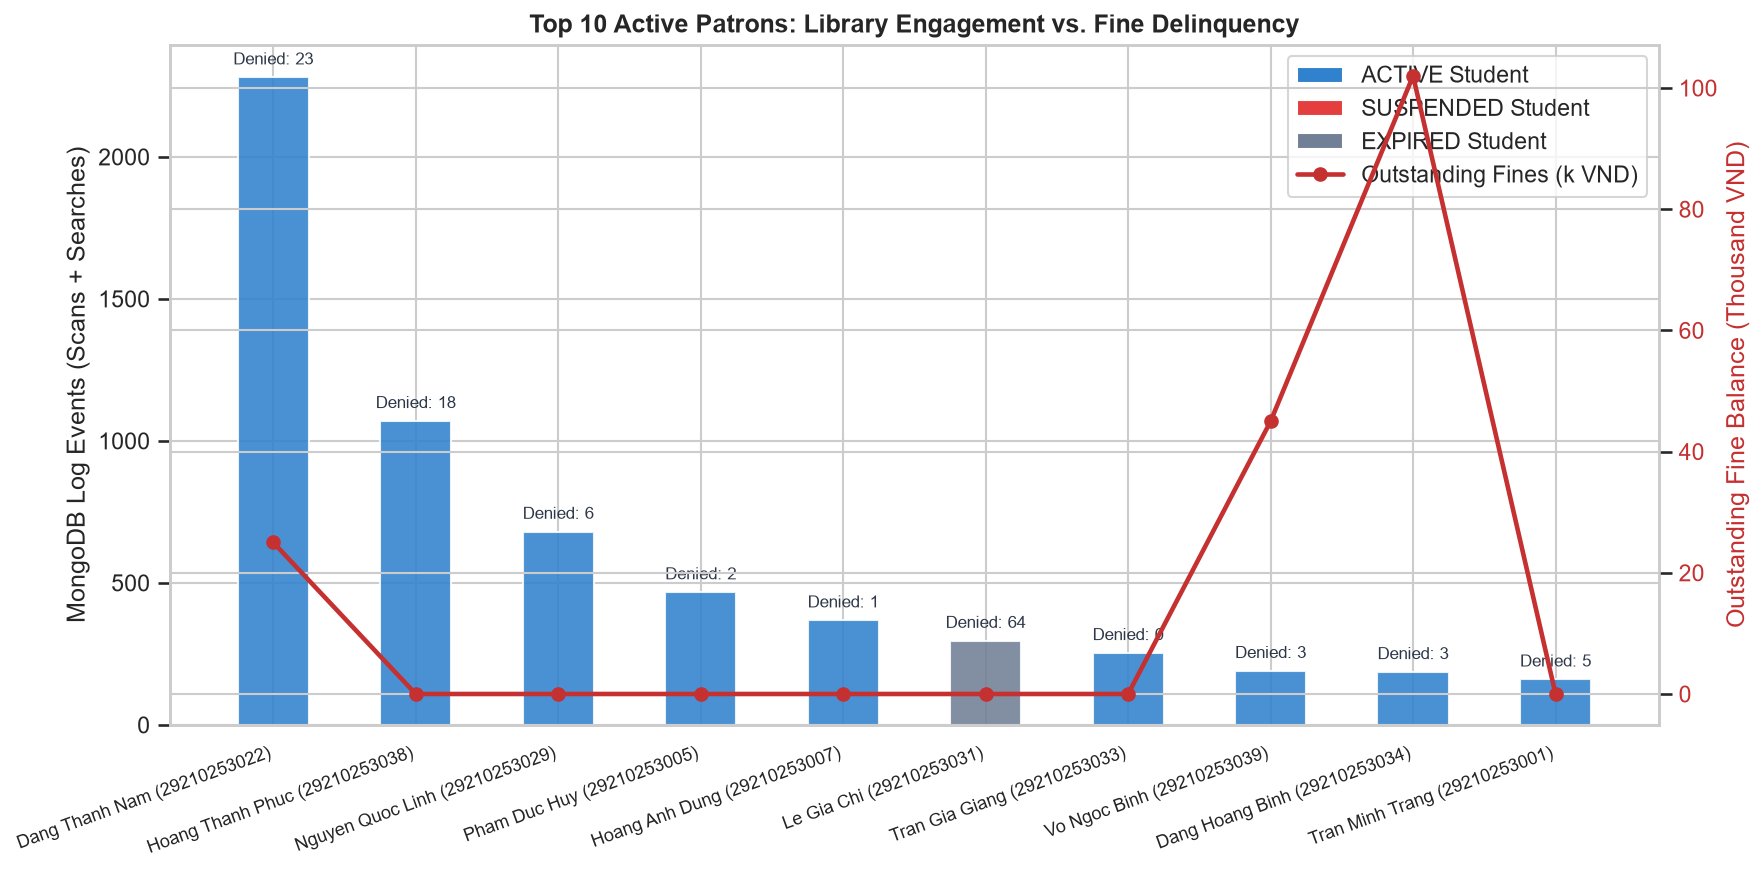 Top 10 Active Patrons: Library Engagement vs. Fine Delinquency
MongoDB Log Events (Scans + Searches)
2000
1500
1000
500
0
Denied: 23
Denied: 18
Denied: 6
Denied: 2
Denied: 1
Denied: 64
Denied: 0
Denied: 3
Denied: 3
Denied: 5
ACTIVE Student
SUSPENDED Student
EXPIRED Student
Outstanding Fines (k VND)
100
80
60
40
20
0
Outstanding Fine Balance (Thousand VND)
Dang Thanh Nam (29210253022)
Hoang Thanh Phuc (29210253038)
Nguyen Quoc Linh (29210253029)
Pham Duc Huy (29210253005)
Hoang Anh Dung (29210253007)
Le Gia Chi (29210253031)
Tran Gia Giang (29210253033)
Vo Ngoc Binh (29210253039)
Dang Hoang Binh (29210253034)
Tran Minh Trang (29210253001)